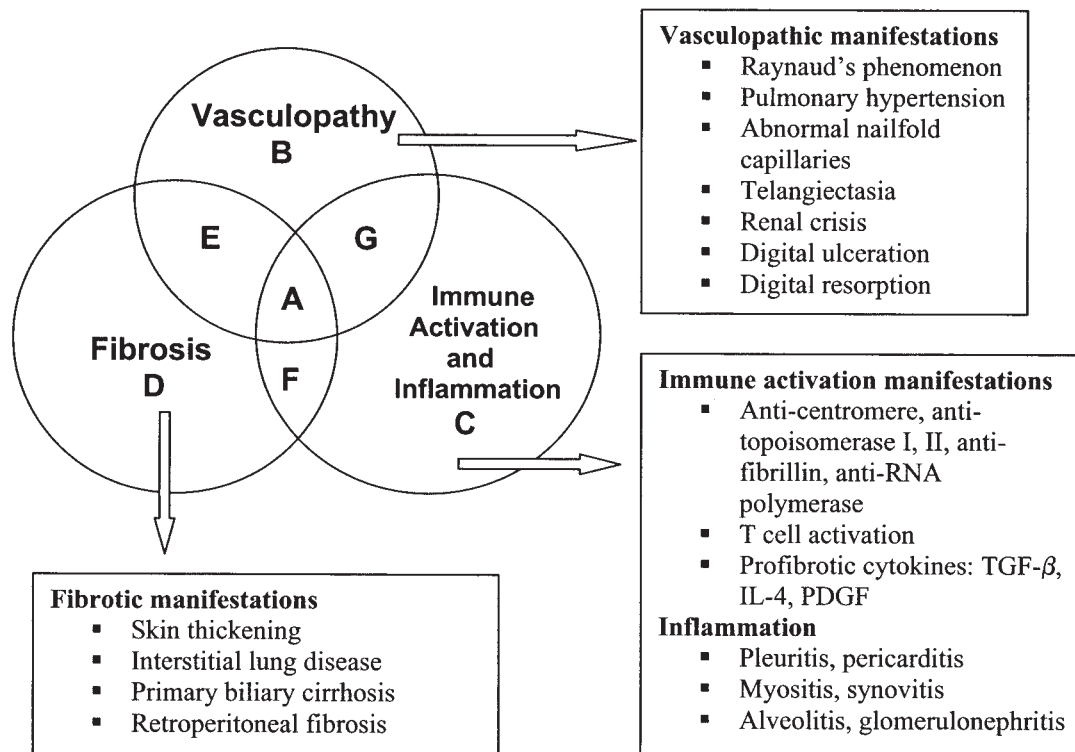 Vasculopathy
B
E
G
A
Immune
Activation
and
Inflammation
C
Fibrosis
D
F
Vasculopathic manifestations
▪ Raynaud's phenomenon
▪ Pulmonary hypertension
▪ Abnormal nailfold
capillaries
▪ Telangiectasia
▪ Renal crisis
▪ Digital ulceration
▪ Digital resorption
Immune activation manifestations
▪ Anti-centromere, anti-
topoisomerase I, II, anti-
fibrillin, anti-RNA
polymerase
▪ T cell activation
▪ Profibrotic cytokines: TGF-β,
IL-4, PDGF
Inflammation
▪ Pleuritis, pericarditis
▪ Myositis, synovitis
▪ Alveolitis, glomerulonephritis
Fibrotic manifestations
▪ Skin thickening
▪ Interstitial lung disease
▪ Primary biliary cirrhosis
▪ Retroperitoneal fibrosis